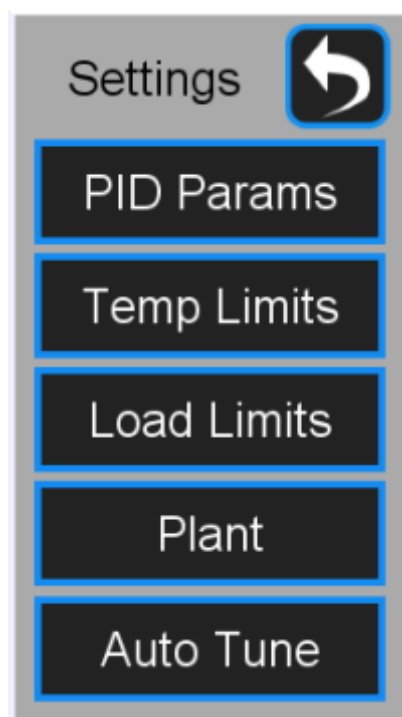 Settings
PID Params
Temp Limits
Load Limits
Plant
Auto Tune